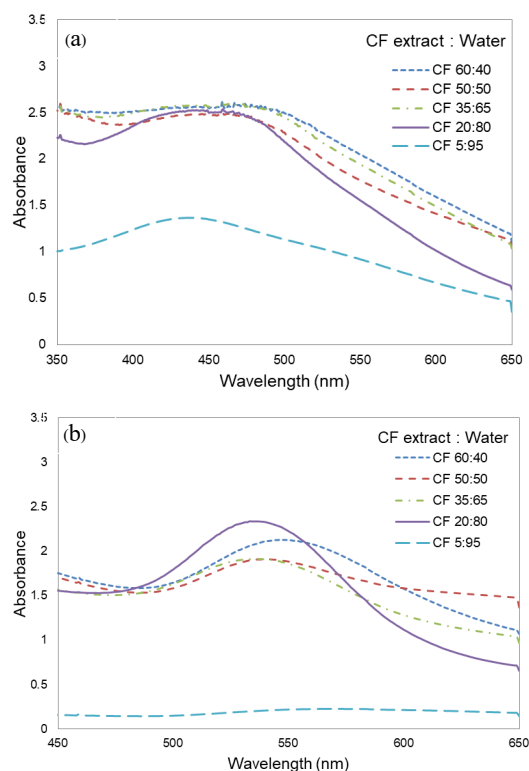 (a)
CF extract : Water
CF 60:40
CF 50:50
CF 35:65
CF 20:80
CF 5:95
Absorbance
3.5
3
2.5
2
1.5
1
0.5
0
350 400 450 500 550 600 650
Wavelength (nm)
(b)
CF extract : Water
CF 60:40
CF 50:50
CF 35:65
CF 20:80
CF 5:95
Absorbance
3.5
3
2.5
2
1.5
1
0.5
0
450 500 550 600 650
Wavelength (nm)